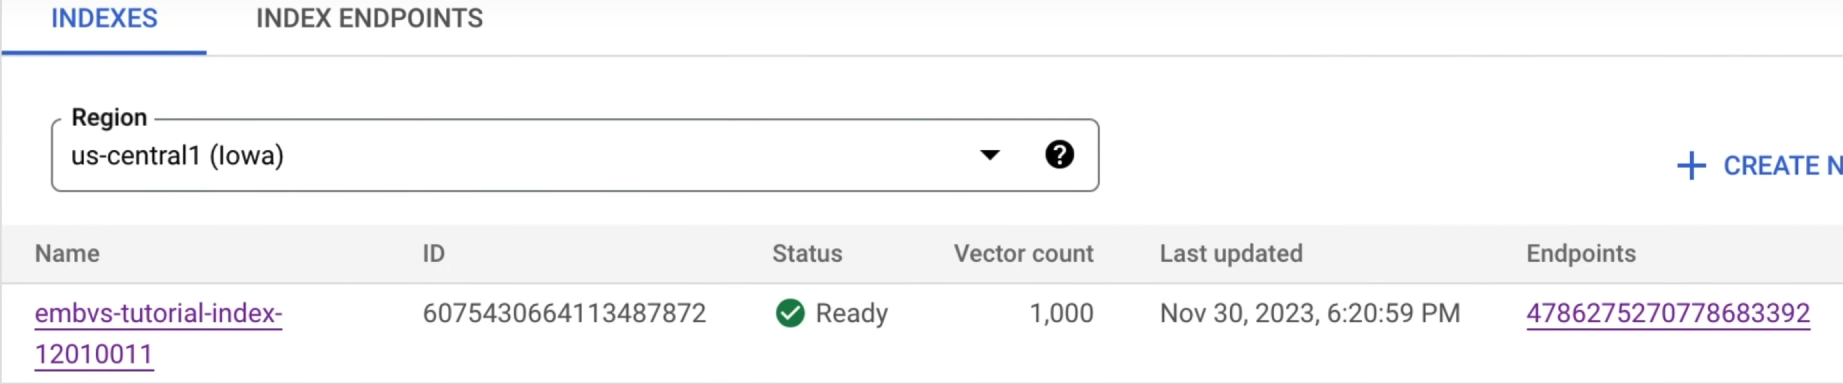 INDEXES INDEX ENDPOINTS
Region
us-central1 (Iowa)
?
+ CREATE N
Name ID Status Vector count Last updated Endpoints
embvs-tutorial-index- 6075430664113487872 Ready 1,000 Nov 30, 2023, 6:20:59 PM 4786275270778683392
12010011